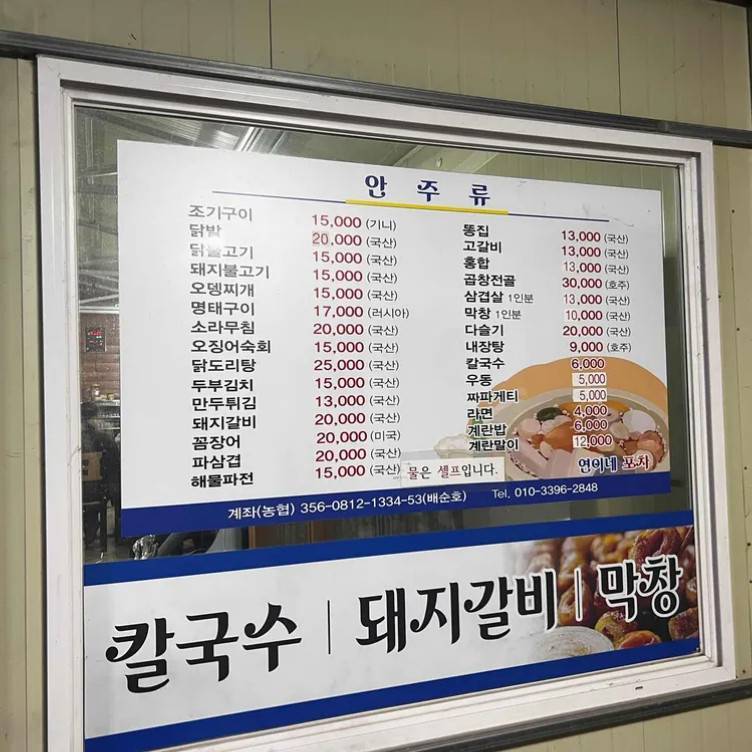 안 주 류
조기구이 15,000 (기니)
닭발 20,000 (국산)
닭불고기 15,000 (국산)
돼지불고기 15,000 (국산)
오뎅찌개 15,000 (국산)
명태구이 17,000 (러시아)
소라무침 20,000 (국산)
오징어숙회 15,000 (국산)
닭도리탕 25,000 (국산)
두부김치 15,000 (국산)
만두튀김 13,000 (국산)
돼지갈비 20,000 (국산)
꼼장어 20,000 (미국)
파삼겹 20,000 (국산)
해물파전 15,000 (국산)
똥집 13,000 (국산)
고갈비 13,000 (국산)
홍합 13,000 (국산)
곱창전골 30,000 (호주)
삼겹살 1인분 13,000 (국산)
막창 1인분 10,000 (국산)
다슬기 20,000 (국산)
내장탕 9,000 (호주)
칼국수 6,000
우동 5,000
짜파게티 5,000
라면 4,000
계란밥 6,000
계란말이 12,000
물은 셀프입니다.
연이네 포차
계좌(농협) 356-0812-1334-53(배순호) Tel. 010-3396-2848
칼국수 | 돼지갈비 | 막창